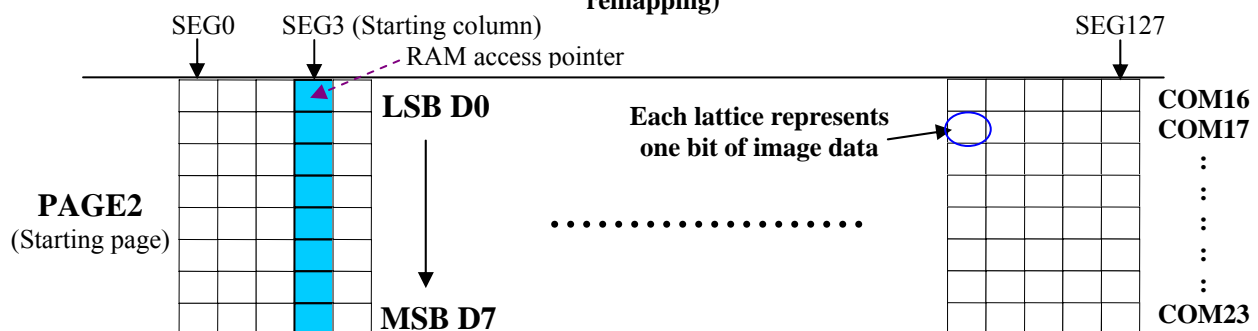 remapping)
SEG0 SEG3 (Starting column) SEG127
RAM access pointer
LSB D0
Each lattice represents
one bit of image data
COM16
COM17
:
:
:
:
:
PAGE2
(Starting page)
....................
MSB D7
COM23